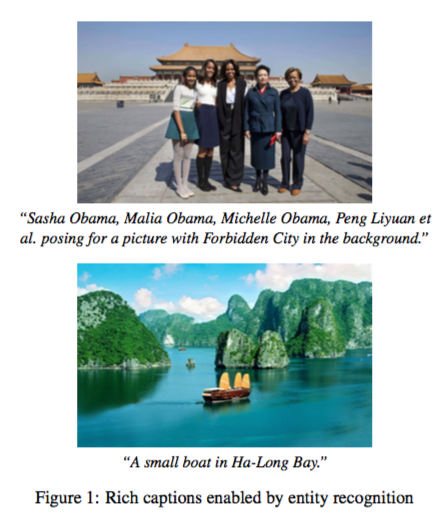 “Sasha Obama, Malia Obama, Michelle Obama, Peng Liyuan et
al. posing for a picture with Forbidden City in the background.”
“A small boat in Ha-Long Bay.”
Figure 1: Rich captions enabled by entity recognition